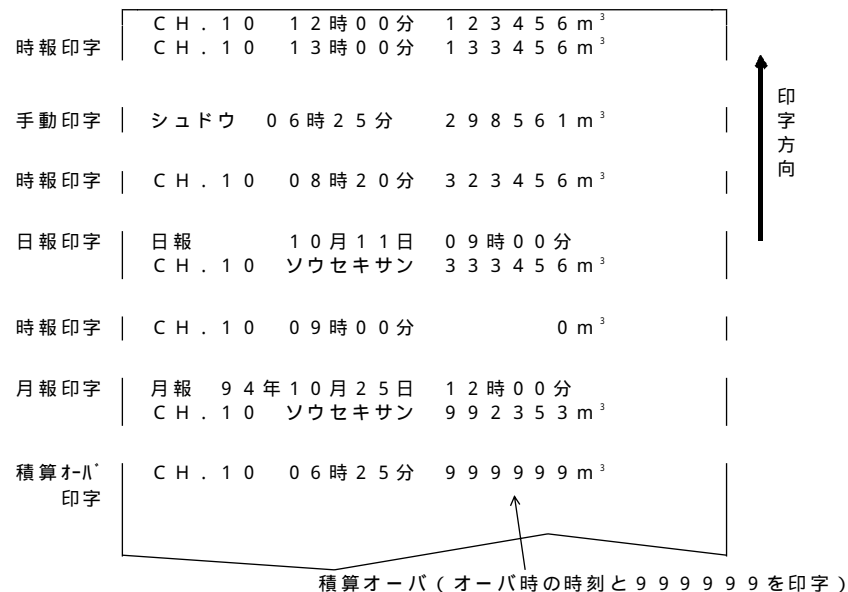 CH.10 12時00分 123456m³
時報印字 CH.10 13時00分 133456m³
手動印字 シュドウ 06時25分 298561m³
時報印字 CH.10 08時20分 323456m³
日報印字 日報 10月11日 09時00分
CH.10 ソウセキサン 333456m³
時報印字 CH.10 09時00分 0m³
月報印字 月報 94年10月25日 12時00分
CH.10 ソウセキサン 992353m³
積算ｵｰﾊﾞ CH.10 06時25分 999999m³
印字
積算オーバ(オーバ時の時刻と999999を印字)
印字方向